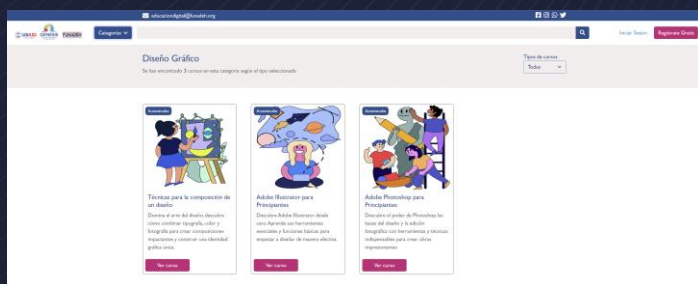 educaciondigital@funadeh.org
USAID GENESIS FUNADEH
Categorías
Iniciar Sesión
Regístrate Gratis
Diseño Gráfico
Se han encontrado 3 cursos en esta categoría según el tipo seleccionado
Tipos de cursos
Todos
Autoestudio
Técnicas para la composición de
un diseño
Domina el arte del diseño, descubre
cómo combinar tipografía, color y
fotografía para crear composiciones
impactantes y construir una identidad
gráfica única.
Ver curso
Autoestudio
Adobe Illustrator para
Principiantes
Descubre Adobe Illustrator desde
cero. Aprende sus herramientas
esenciales y funciones básicas para
empezar a diseñar de manera efectiva.
Ver curso
Autoestudio
Adobe Photoshop para
Principiantes
Descubre el poder de Photoshop, las
bases del diseño y la edición
fotográfica con herramientas y técnicas
indispensables para crear obras
impresionantes
Ver curso